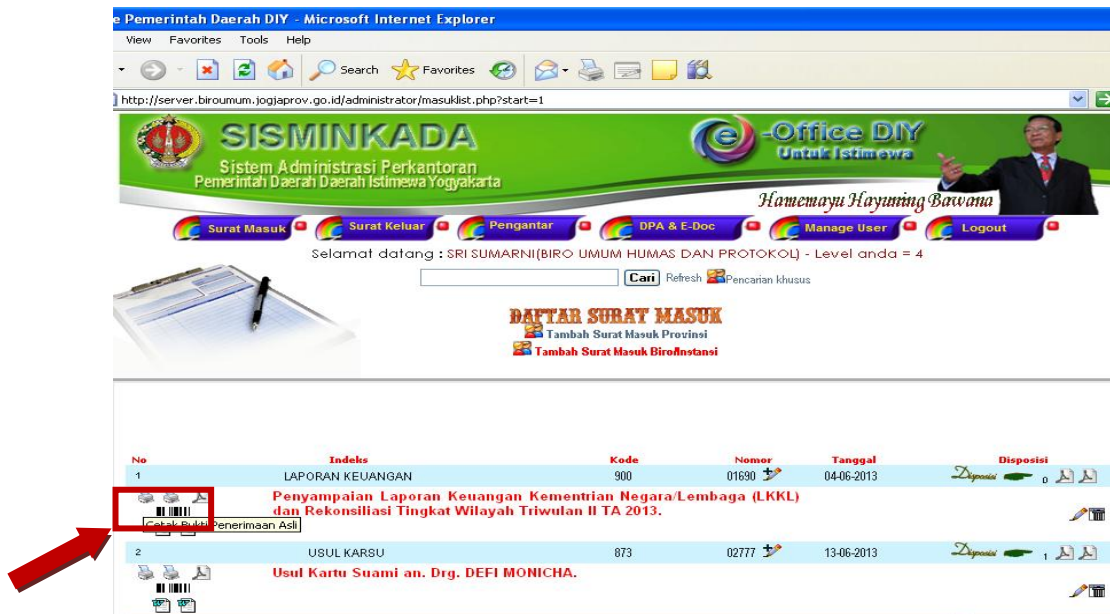 e Pemerintah Daerah DIY - Microsoft Internet Explorer
View Favorites Tools Help
Search Favorites
http://server.biroumum.jogjaprov.go.id/administrator/masuklist.php?start=1
SISMINKADA
Sistem Administrasi Perkantoran
Pemerintah Daerah Daerah Istimewa Yogyakarta
e-Office DIY
Untuk Istimewa
Hamemayu Hayuning Bawana
Surat Masuk Surat Keluar Pengantar DPA & E-Doc Manage User Logout
Selamat datang : SRI SUMARNI(BIRO UMUM HUMAS DAN PROTOKOL) - Level anda = 4
Cari Refresh Pencarian khusus
DAFTAR SURAT MASUK
Tambah Surat Masuk Provinsi
Tambah Surat Masuk Biro/Instansi
No Indeks Kode Nomor Tanggal Disposisi
1 LAPORAN KEUANGAN 900 01690 04-06-2013 Disposisi 0
Penyampaian Laporan Keuangan Kementrian Negara/Lembaga (LKKL)
dan Rekonsiliasi Tingkat Wilayah Triwulan II TA 2013.
Cetak Bukti Penerimaan Asli
2 USUL KARSU 873 02777 13-06-2013 Disposisi 1
Usul Kartu Suami an. Drg. DEFI MONICHA.